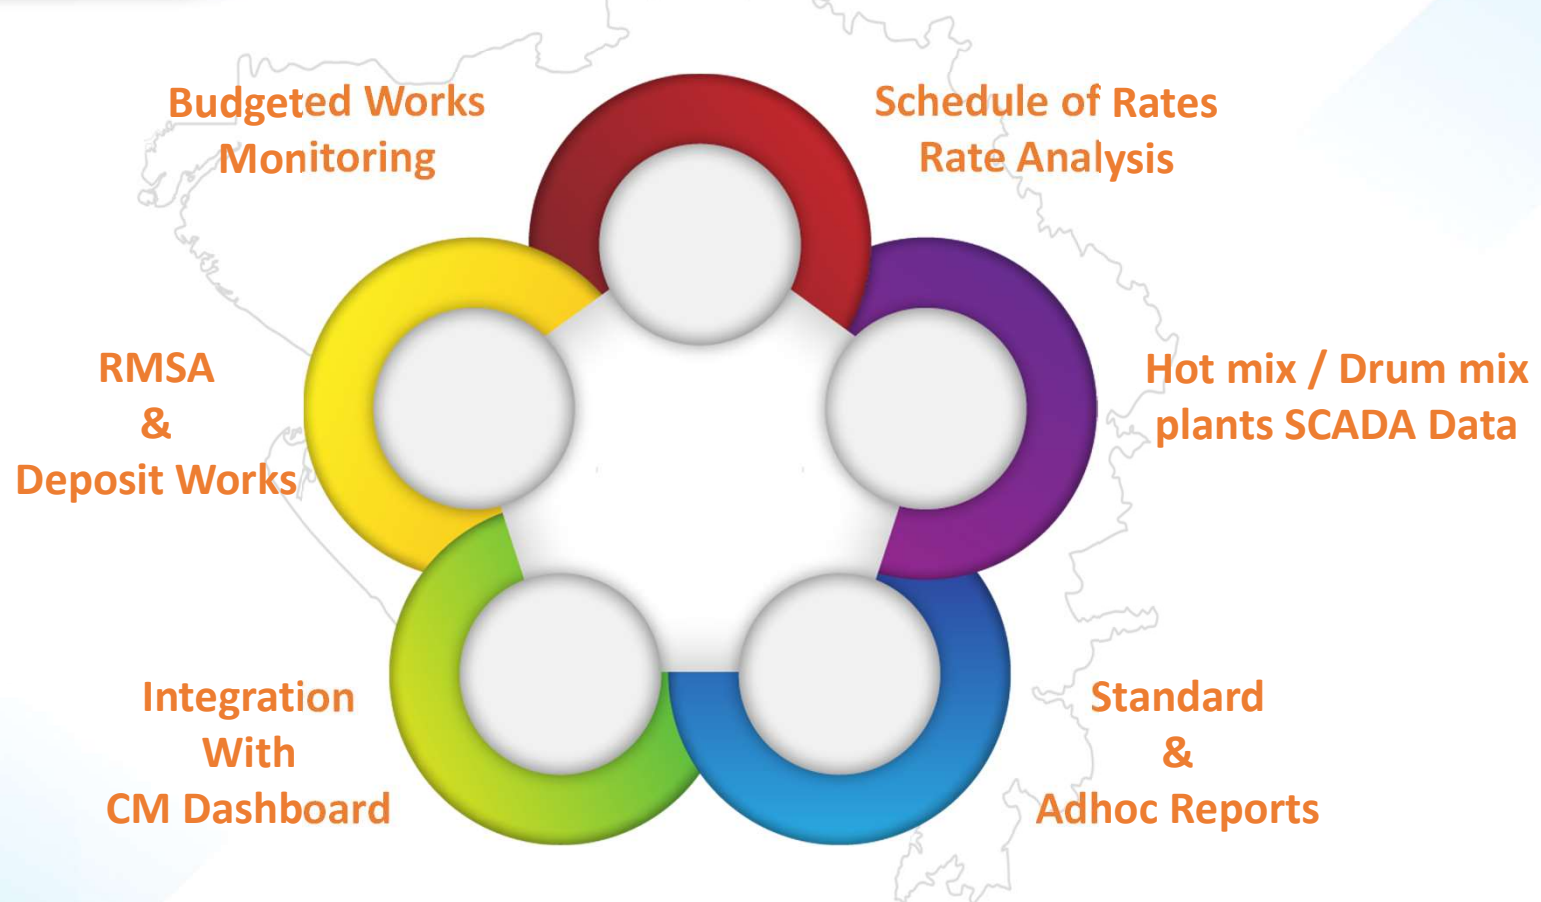 Budgeted Works
Monitoring
Schedule of Rates
Rate Analysis
RMSA
&
Deposit Works
Hot mix / Drum mix
plants SCADA Data
Integration
With
CM Dashboard
Standard
&
Adhoc Reports